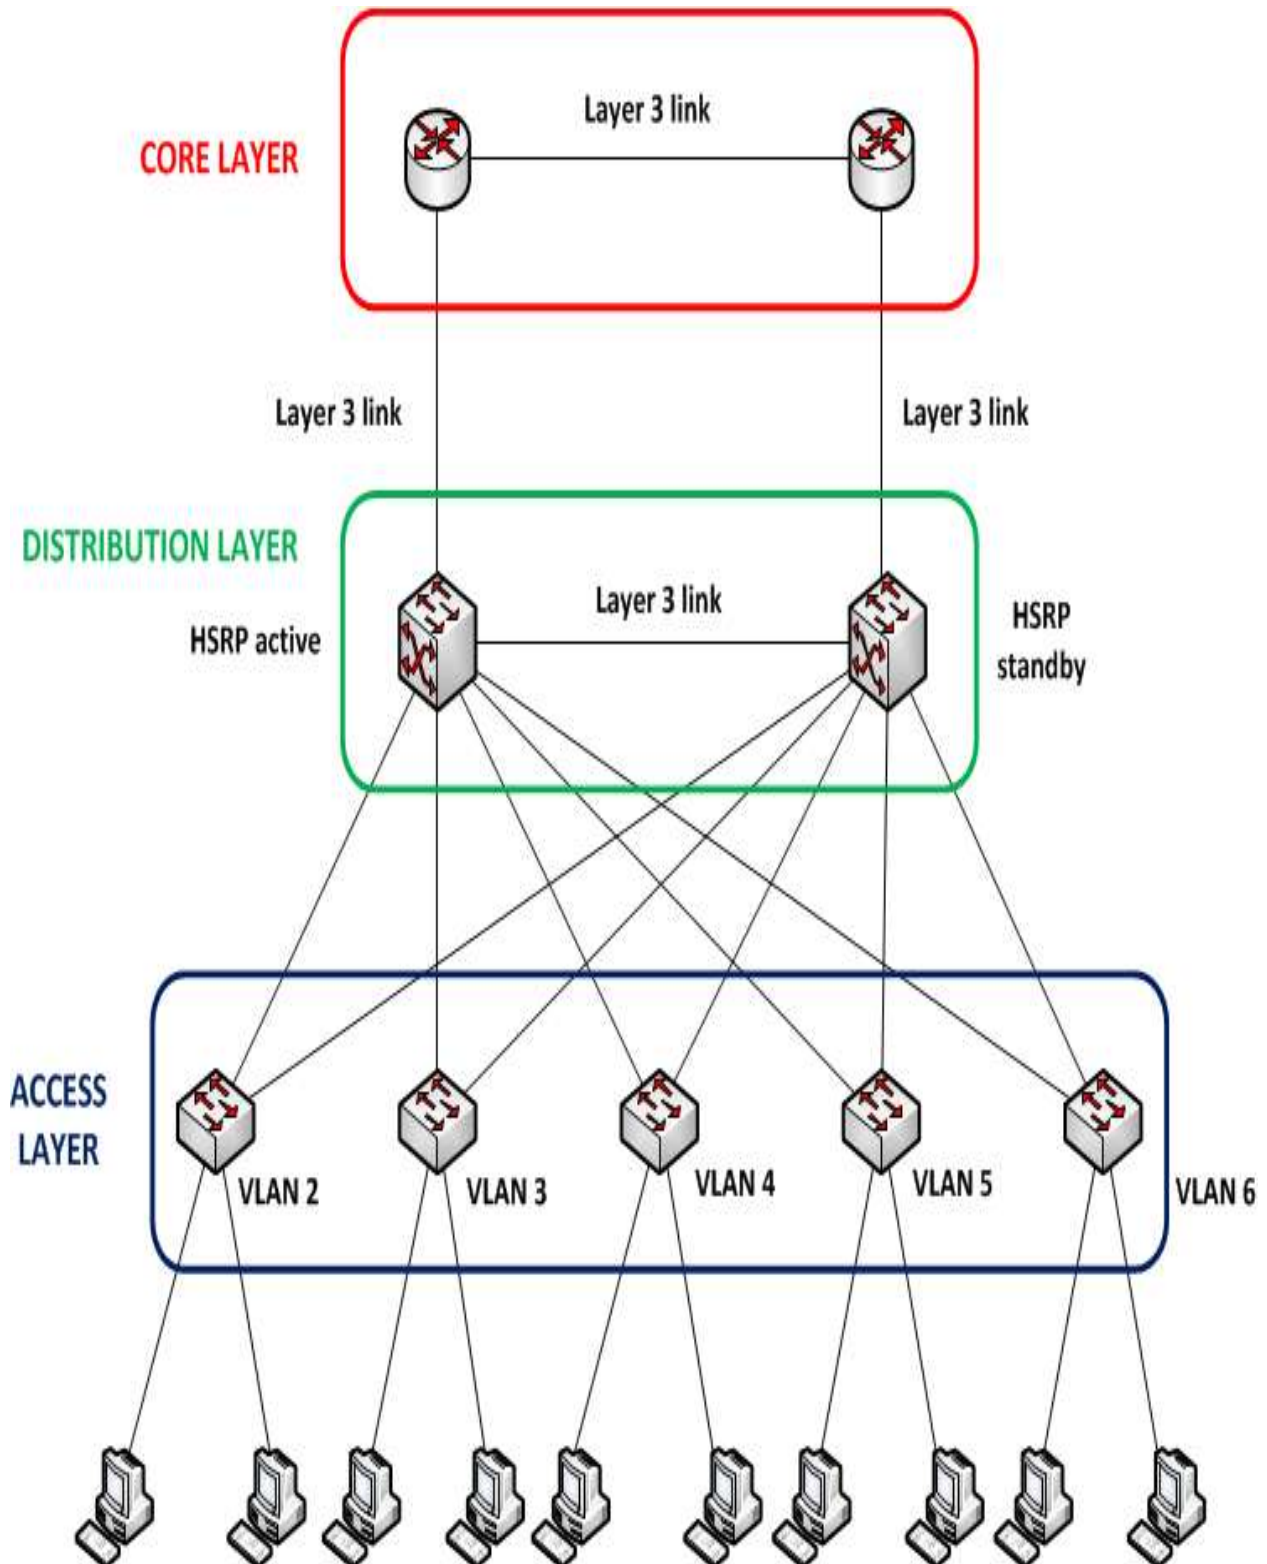 Layer 3 link
CORE LAYER
Layer 3 link
Layer 3 link
DISTRIBUTION LAYER
Layer 3 link
HSRP active
HSRP
standby
ACCESS
LAYER
VLAN 2
VLAN 3
VLAN 4
VLAN 5
VLAN 6